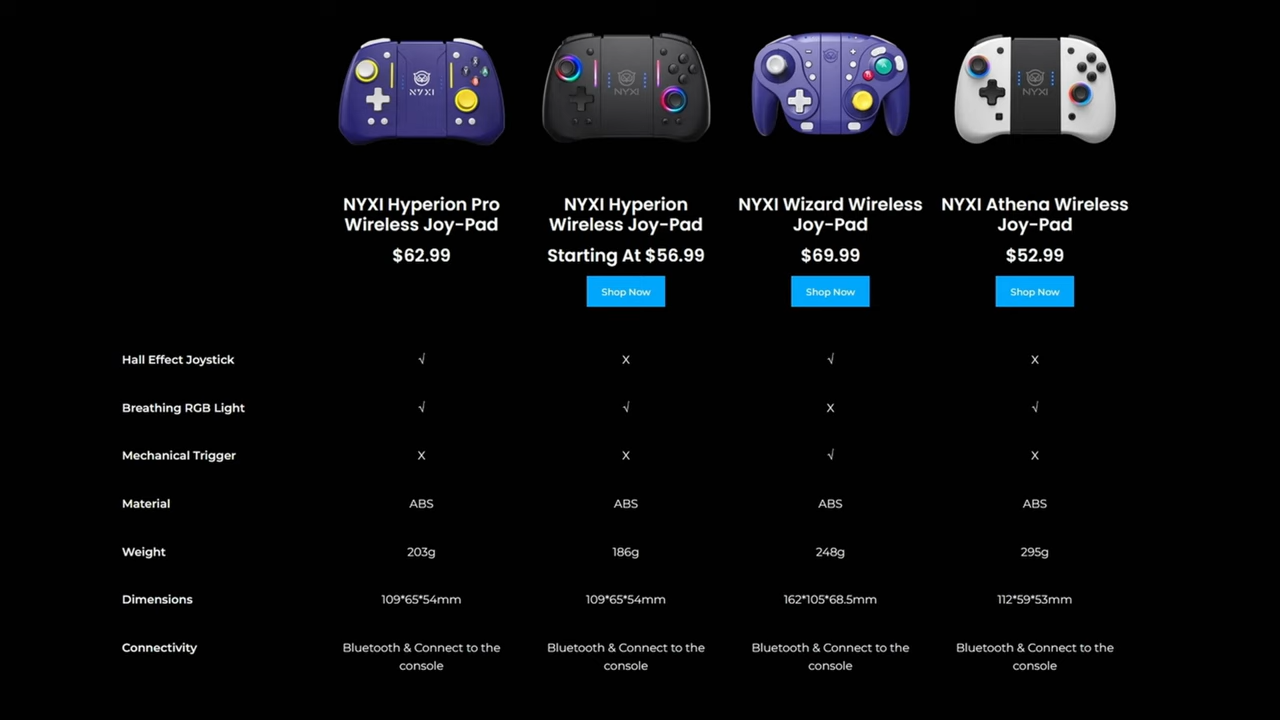 NYXI
NYXI
NYXI
NYXI Hyperion Pro
Wireless Joy-Pad
$62.99
NYXI Hyperion
Wireless Joy-Pad
Starting At $56.99
Shop Now
NYXI Wizard Wireless
Joy-Pad
$69.99
Shop Now
NYXI Athena Wireless
Joy-Pad
$52.99
Shop Now
Hall Effect Joystick √ X √ X
Breathing RGB Light √ √ X √
Mechanical Trigger X X √ X
Material ABS ABS ABS ABS
Weight 203g 186g 248g 295g
Dimensions 109*65*54mm 109*65*54mm 162*105*68.5mm 112*59*53mm
Connectivity
Bluetooth & Connect to the
console
Bluetooth & Connect to the
console
Bluetooth & Connect to the
console
Bluetooth & Connect to the
console